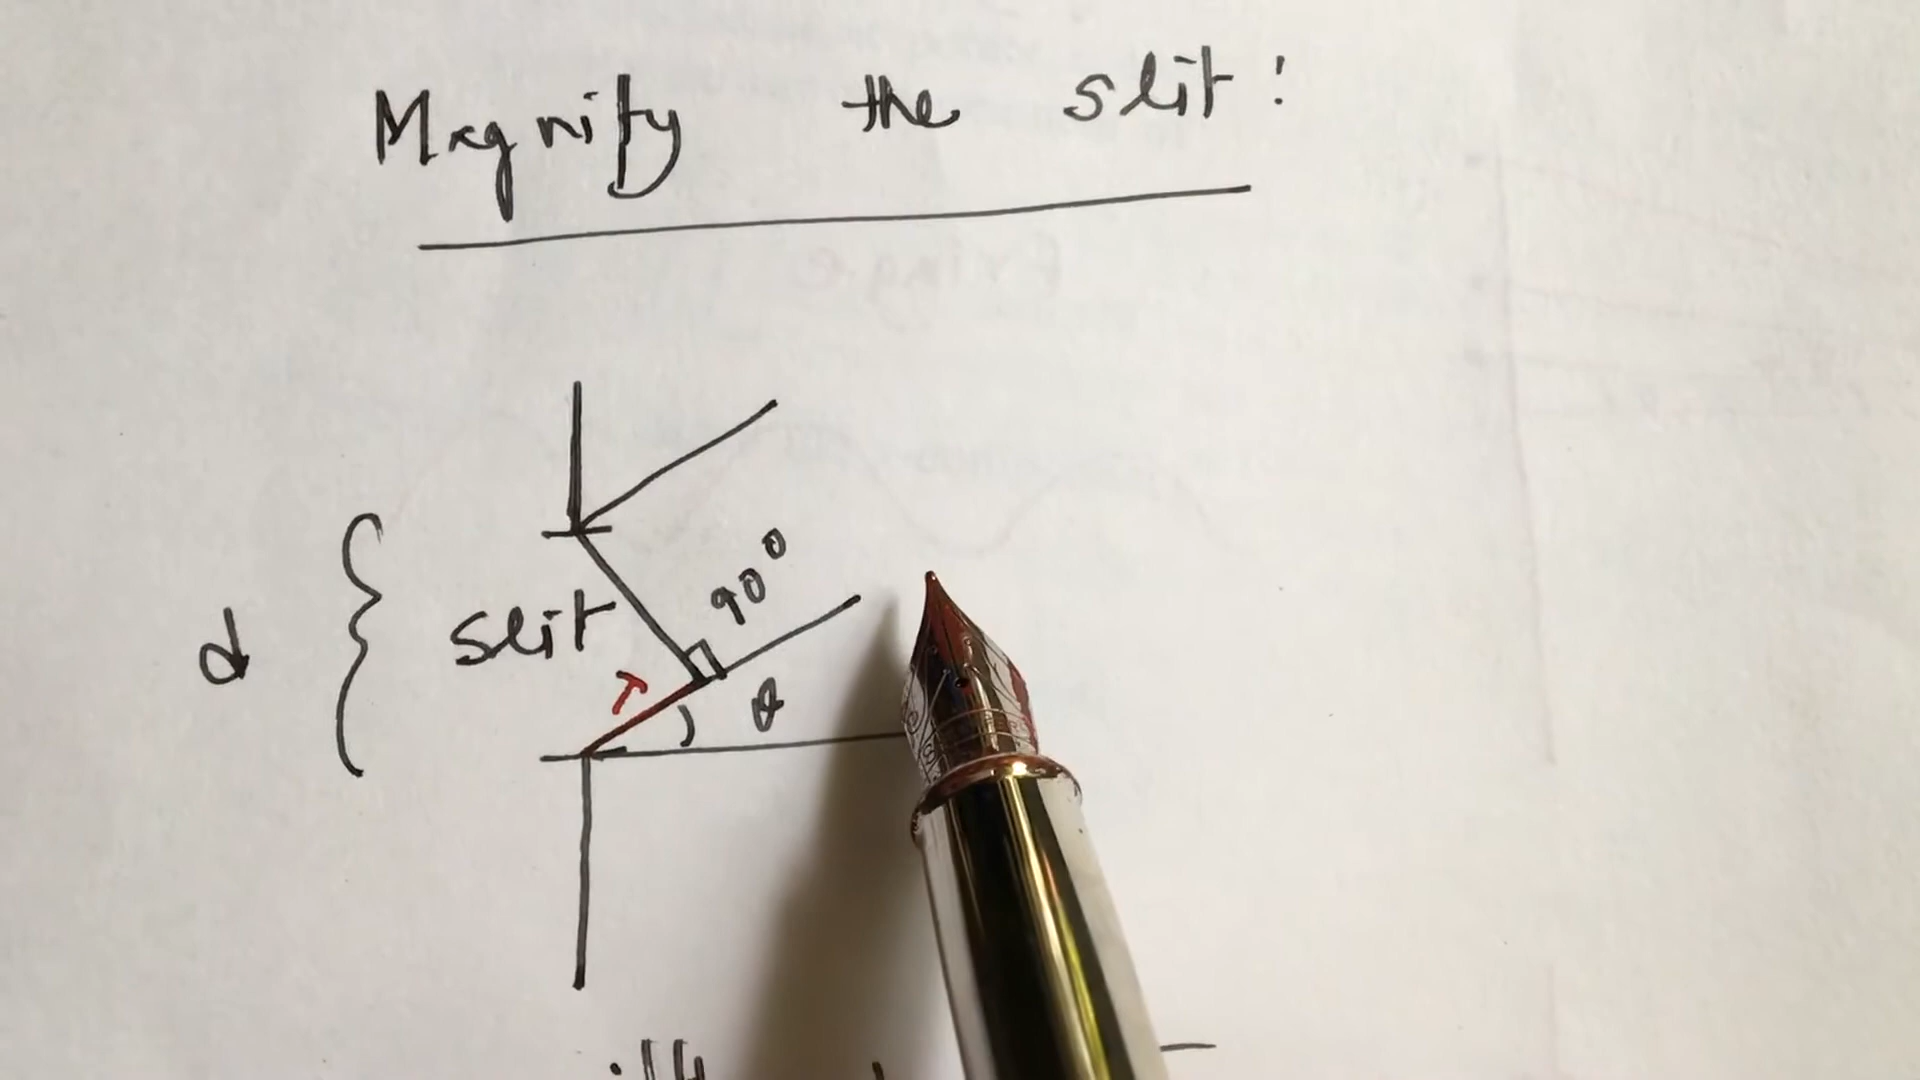 Magnify the slit:
90°
d { slit
λ
θ